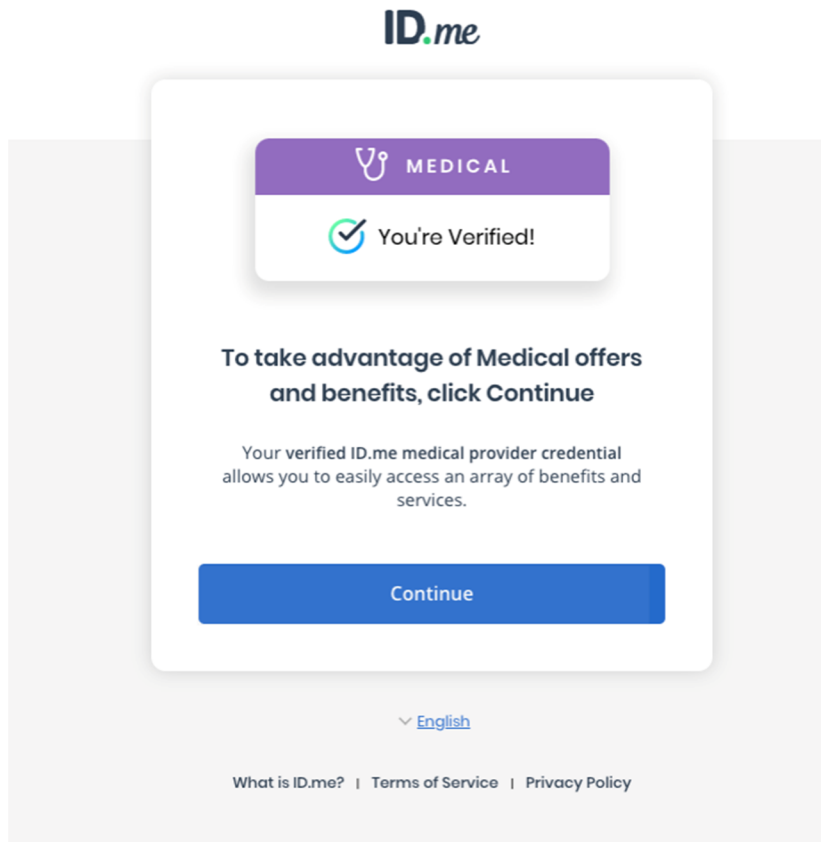 ID.me
MEDICAL
You're Verified!
To take advantage of Medical offers
and benefits, click Continue
Your verified ID.me medical provider credential
allows you to easily access an array of benefits and
services.
Continue
English
What is ID.me? | Terms of Service | Privacy Policy